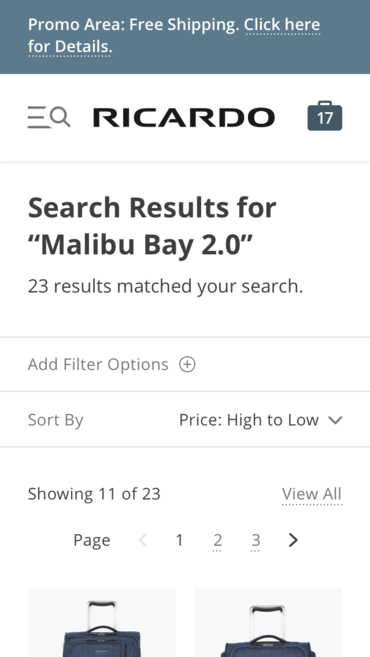 Promo Area: Free Shipping. Click here
for Details.
RICARDO
17
Search Results for
“Malibu Bay 2.0”
23 results matched your search.
Add Filter Options
Sort By Price: High to Low
Showing 11 of 23 View All
Page 1 2 3